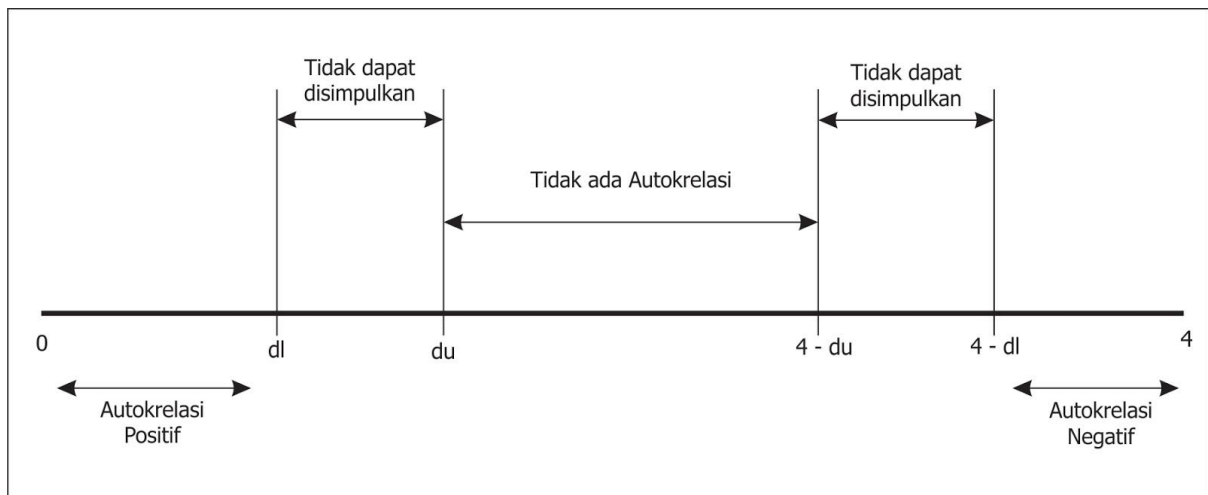 Tidak dapat
disimpulkan
Tidak dapat
disimpulkan
Tidak ada Autokrelasi
0
dl
du
4 - du
4 - dl
4
Autokrelasi
Positif
Autokrelasi
Negatif